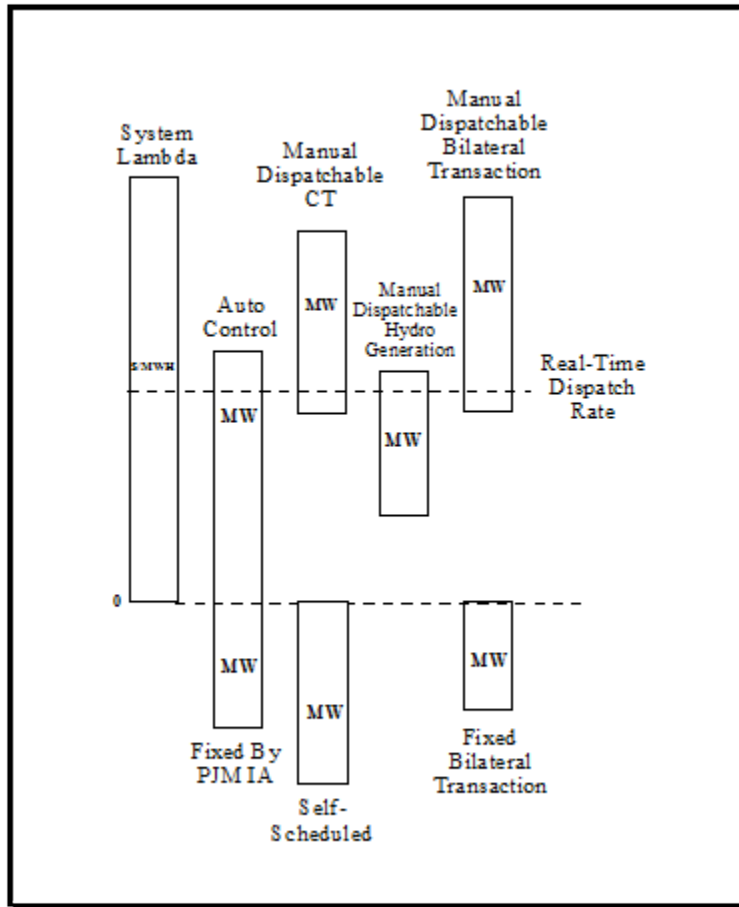 System
Lambda
Manual
Dispatchable
CT
Manual
Dispatchable
Bilateral
Transaction
Auto
Control
Manual
Dispatchable
Hydro
Generation
MW
MW
$/MWH
MW
MW
Real-Time
Dispatch
Rate
0
MW
MW
MW
Fixed By
PJM IA
Self-
Scheduled
Fixed
Bilateral
Transaction